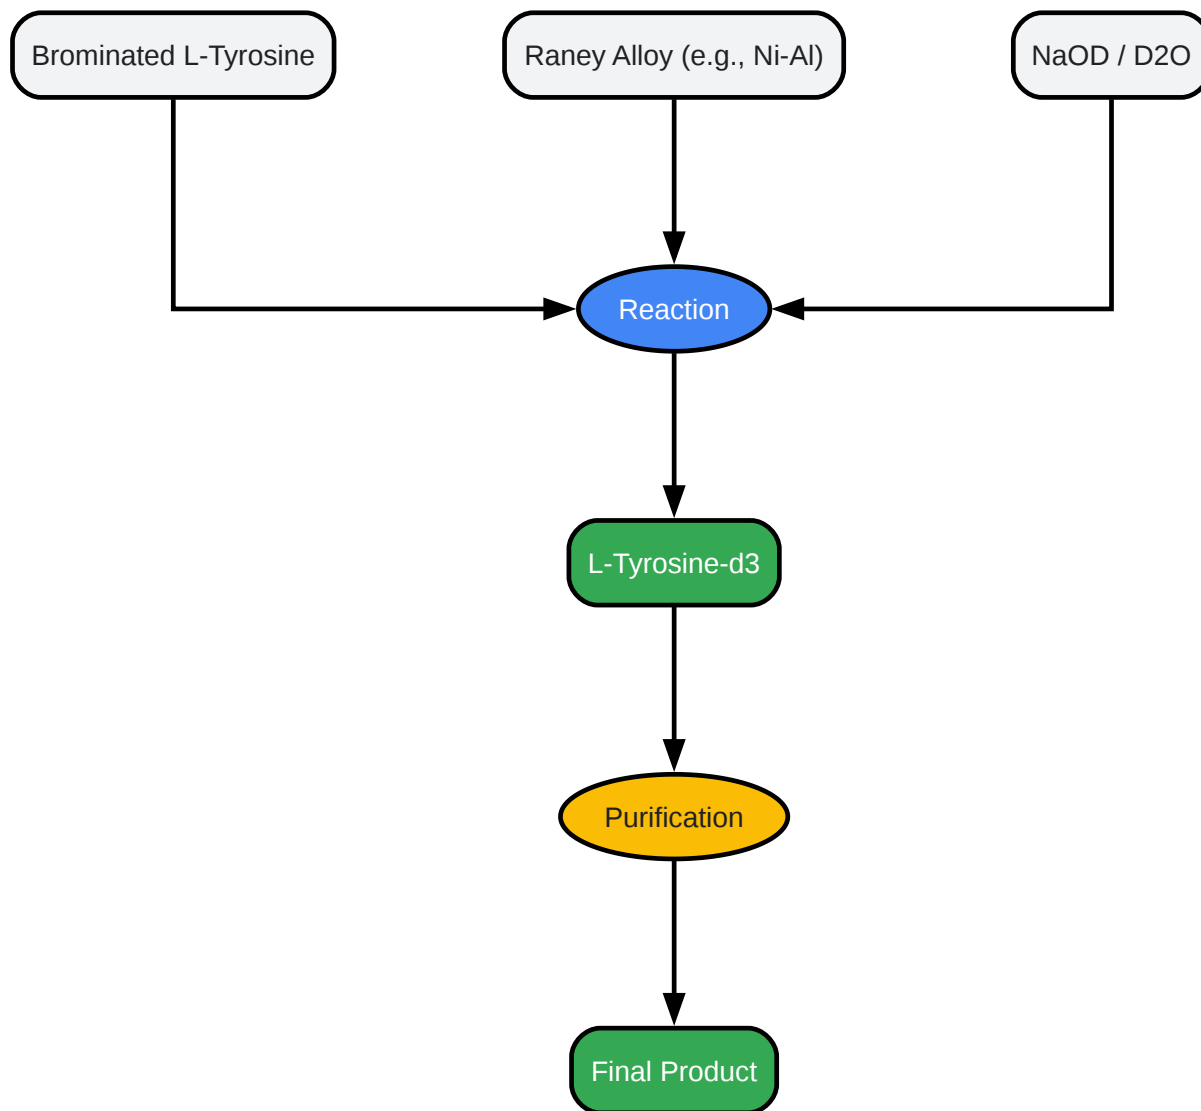 Brominated L-Tyrosine
Raney Alloy (e.g., Ni-Al)
NaOD / D2O
Reaction
L-Tyrosine-d3
Purification
Final Product